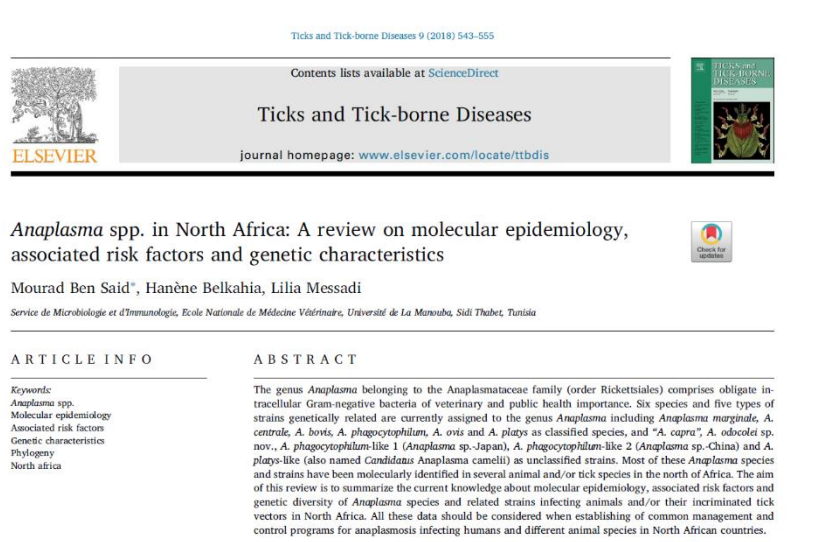 Ticks and Tick-borne Diseases 9 (2018) 543–555
Contents lists available at ScienceDirect
Ticks and Tick-borne Diseases
journal homepage: www.elsevier.com/locate/ttbdis
ELSEVIER
TICKS and
TICK-BORNE
DISEASES
Anaplasma spp. in North Africa: A review on molecular epidemiology,
associated risk factors and genetic characteristics
Check for
updates
Mourad Ben Said*, Hanène Belkahia, Lilia Messadi
Service de Microbiologie et d'Immunologie, Ecole Nationale de Médecine Vétérinaire, Université de La Manouba, Sidi Thabet, Tunisia
ARTICLE INFO
Keywords:
Anaplasma spp.
Molecular epidemiology
Associated risk factors
Genetic characteristics
Phylogeny
North africa
ABSTRACT
The genus Anaplasma belonging to the Anaplasmataceae family (order Rickettsiales) comprises obligate in-
tracellular Gram-negative bacteria of veterinary and public health importance. Six species and five types of
strains genetically related are currently assigned to the genus Anaplasma including Anaplasma marginale, A.
centrale, A. bovis, A. phagocytophilum, A. ovis and A. platys as classified species, and "A. capra", A. odocolei sp.
nov., A. phagocytophilum-like 1 (Anaplasma sp.-Japan), A. phagocytophilum-like 2 (Anaplasma sp.-China) and A.
platys-like (also named Candidatus Anaplasma camelii) as unclassified strains. Most of these Anaplasma species
and strains have been molecularly identified in several animal and/or tick species in the north of Africa. The aim
of this review is to summarize the current knowledge about molecular epidemiology, associated risk factors and
genetic diversity of Anaplasma species and related strains infecting animals and/or their incriminated tick
vectors in North Africa. All these data should be considered when establishing of common management and
control programs for anaplasmosis infecting humans and different animal species in North African countries.